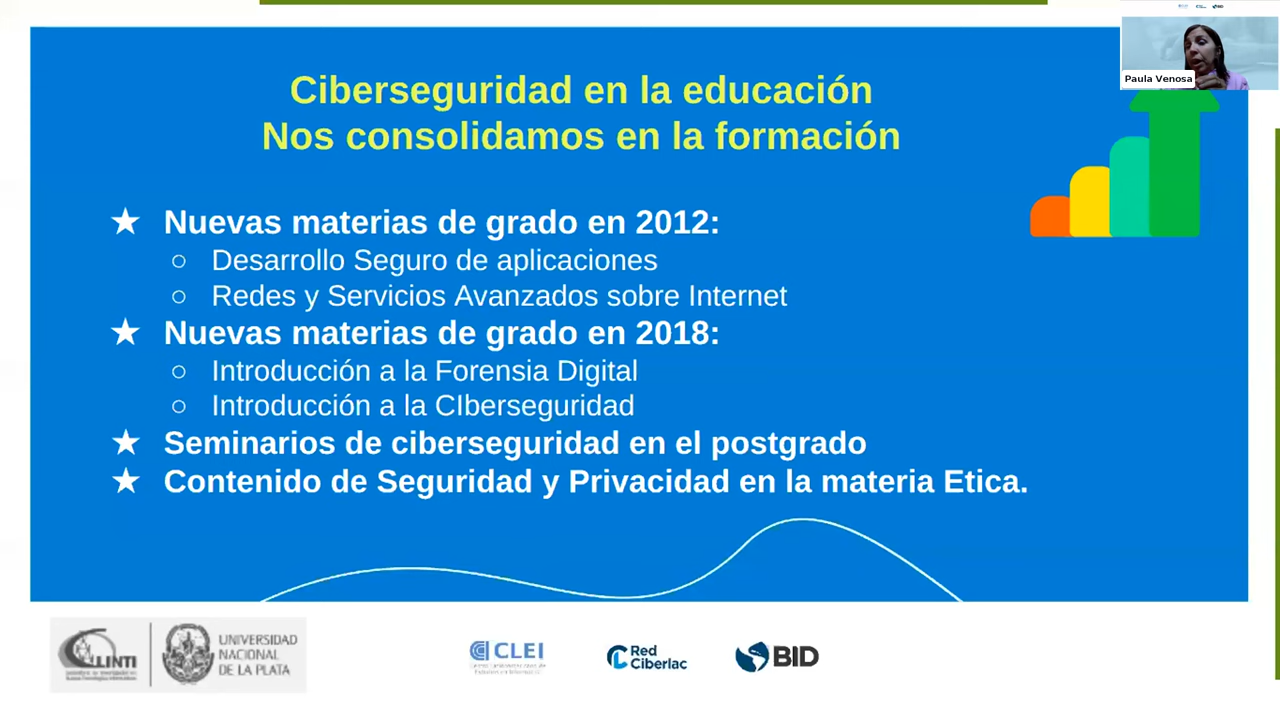 Ciberseguridad en la educación
Nos consolidamos en la formación
Paula Venosa
★ Nuevas materias de grado en 2012:
○ Desarrollo Seguro de aplicaciones
○ Redes y Servicios Avanzados sobre Internet
★ Nuevas materias de grado en 2018:
○ Introducción a la Forensia Digital
○ Introducción a la CIberseguridad
★ Seminarios de ciberseguridad en el postgrado
★ Contenido de Seguridad y Privacidad en la materia Etica.
LINTI
UNIVERSIDAD
NACIONAL
DE LA PLATA
CLEI
Red
Ciberlac
BID